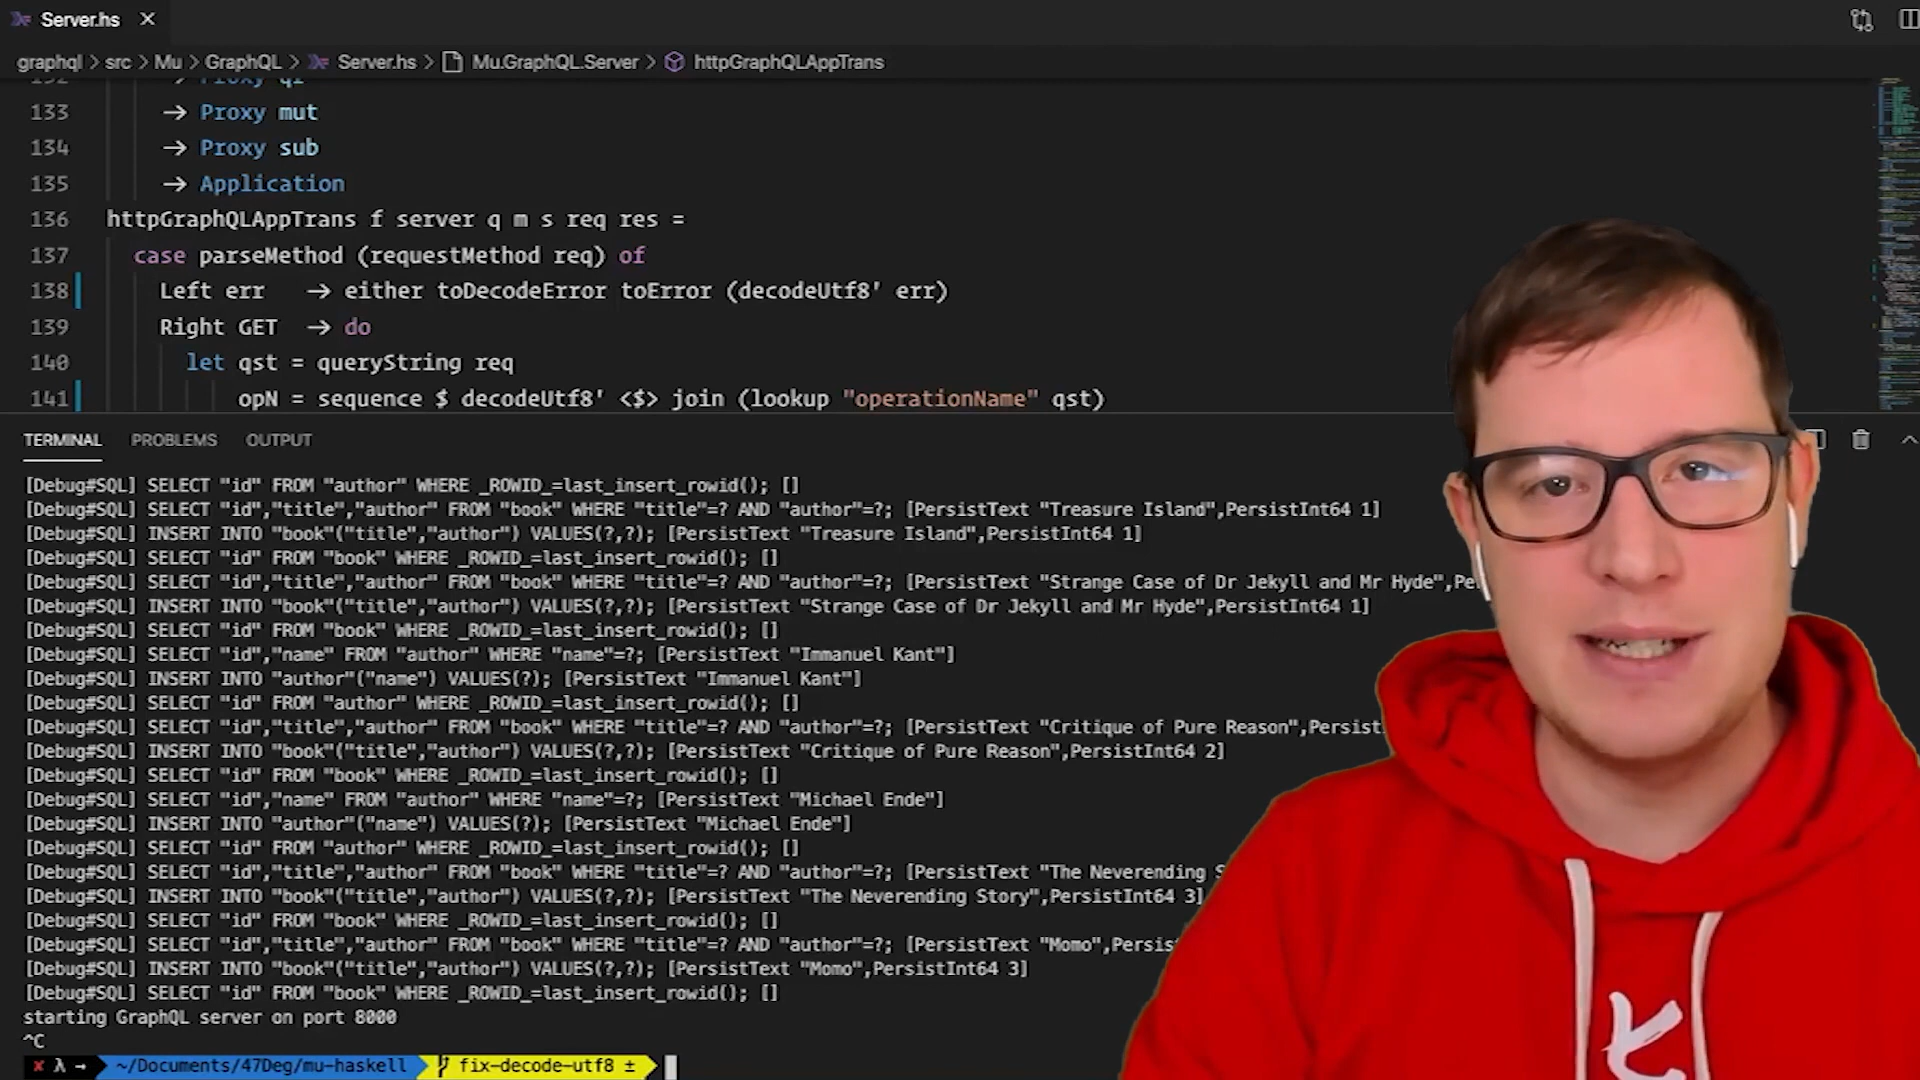 Server.hs
graphql > src > Mu > GraphQL > Server.hs > Mu.GraphQL.Server > httpGraphQLAppTrans
132 → Proxy qr
133 → Proxy mut
134 → Proxy sub
135 → Application
136 httpGraphQLAppTrans f server q m s req res =
137 case parseMethod (requestMethod req) of
138 Left err → either toDecodeError toError (decodeUtf8' err)
139 Right GET → do
140 let qst = queryString req
141 opN = sequence $ decodeUtf8' <$> join (lookup "operationName" qst)
TERMINAL PROBLEMS OUTPUT
[Debug#SQL] SELECT "id" FROM "author" WHERE _ROWID_=last_insert_rowid(); []
[Debug#SQL] SELECT "id","title","author" FROM "book" WHERE "title"=? AND "author"=?; [PersistText "Treasure Island",PersistInt64 1]
[Debug#SQL] INSERT INTO "book"("title","author") VALUES(?,?); [PersistText "Treasure Island",PersistInt64 1]
[Debug#SQL] SELECT "id" FROM "book" WHERE _ROWID_=last_insert_rowid(); []
[Debug#SQL] SELECT "id","title","author" FROM "book" WHERE "title"=? AND "author"=?; [PersistText "Strange Case of Dr Jekyll and Mr Hyde",Pe
[Debug#SQL] INSERT INTO "book"("title","author") VALUES(?,?); [PersistText "Strange Case of Dr Jekyll and Mr Hyde",PersistInt64 1]
[Debug#SQL] SELECT "id" FROM "book" WHERE _ROWID_=last_insert_rowid(); []
[Debug#SQL] SELECT "id","name" FROM "author" WHERE "name"=?; [PersistText "Immanuel Kant"]
[Debug#SQL] INSERT INTO "author"("name") VALUES(?); [PersistText "Immanuel Kant"]
[Debug#SQL] SELECT "id" FROM "author" WHERE _ROWID_=last_insert_rowid(); []
[Debug#SQL] SELECT "id","title","author" FROM "book" WHERE "title"=? AND "author"=?; [PersistText "Critique of Pure Reason",Persist
[Debug#SQL] INSERT INTO "book"("title","author") VALUES(?,?); [PersistText "Critique of Pure Reason",PersistInt64 2]
[Debug#SQL] SELECT "id" FROM "book" WHERE _ROWID_=last_insert_rowid(); []
[Debug#SQL] SELECT "id","name" FROM "author" WHERE "name"=?; [PersistText "Michael Ende"]
[Debug#SQL] INSERT INTO "author"("name") VALUES(?); [PersistText "Michael Ende"]
[Debug#SQL] SELECT "id" FROM "author" WHERE _ROWID_=last_insert_rowid(); []
[Debug#SQL] SELECT "id","title","author" FROM "book" WHERE "title"=? AND "author"=?; [PersistText "The Neverending S
[Debug#SQL] INSERT INTO "book"("title","author") VALUES(?,?); [PersistText "The Neverending Story",PersistInt64 3]
[Debug#SQL] SELECT "id" FROM "book" WHERE _ROWID_=last_insert_rowid(); []
[Debug#SQL] SELECT "id","title","author" FROM "book" WHERE "title"=? AND "author"=?; [PersistText "Momo",Persis
[Debug#SQL] INSERT INTO "book"("title","author") VALUES(?,?); [PersistText "Momo",PersistInt64 3]
[Debug#SQL] SELECT "id" FROM "book" WHERE _ROWID_=last_insert_rowid(); []
starting GraphQL server on port 8000
^C
✘ λ → ~/Documents/47Deg/mu-haskell fix-decode-utf8 ±